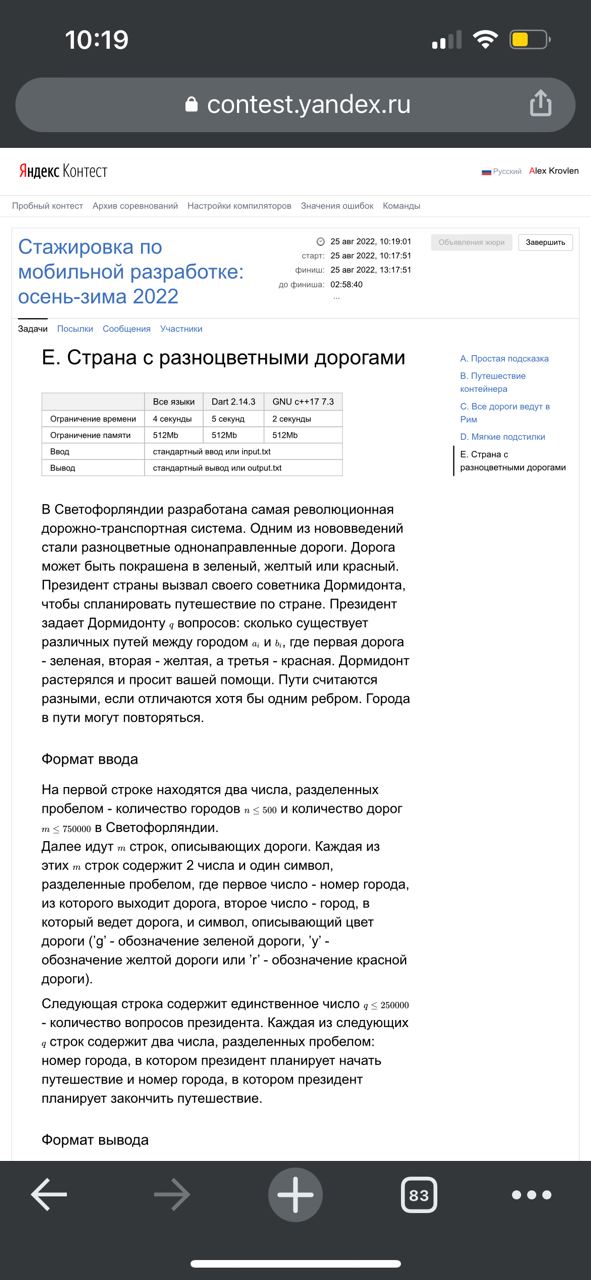 10:19
contest.yandex.ru
Яндекс Контест
Русский
Alex Krovlen
Пробный контест Архив соревнований Настройки компиляторов Значения ошибок Команды
Стажировка по
мобильной разработке:
осень-зима 2022
25 авг 2022, 10:19:01
старт: 25 авг 2022, 10:17:51
финиш: 25 авг 2022, 13:17:51
до финиша: 02:58:40
...
Объявления жюри
Завершить
Задачи Посылки Сообщения Участники
E. Страна с разноцветными дорогами
Все языки Dart 2.14.3 GNU c++17 7.3
Ограничение времени 4 секунды 5 секунд 2 секунды
Ограничение памяти 512Mb 512Mb 512Mb
Ввод стандартный ввод или input.txt
Вывод стандартный вывод или output.txt
A. Простая подсказка
B. Путешествие
контейнера
C. Все дороги ведут в
Рим
D. Мягкие подстилки
E. Страна с
разноцветными дорогами
В Светофорляндии разработана самая революционная
дорожно-транспортная система. Одним из нововведений
стали разноцветные однонаправленные дороги. Дорога
может быть покрашена в зеленый, желтый или красный.
Президент страны вызвал своего советника Дормидонта,
чтобы спланировать путешествие по стране. Президент
задает Дормидонту q вопросов: сколько существует
различных путей между городом aᵢ и bᵢ, где первая дорога
- зеленая, вторая - желтая, а третья - красная. Дормидонт
растерялся и просит вашей помощи. Пути считаются
разными, если отличаются хотя бы одним ребром. Города
в пути могут повторяться.
Формат ввода
На первой строке находятся два числа, разделенных
пробелом - количество городов n ≤ 500 и количество дорог
m ≤ 750000 в Светофорляндии.
Далее идут m строк, описывающих дороги. Каждая из
этих m строк содержит 2 числа и один символ,
разделенные пробелом, где первое число - номер города,
из которого выходит дорога, второе число - город, в
который ведет дорога, и символ, описывающий цвет
дороги ('g' - обозначение зеленой дороги, 'y' -
обозначение желтой дороги или 'r' - обозначение красной
дороги).
Следующая строка содержит единственное число q ≤ 250000
- количество вопросов президента. Каждая из следующих
q строк содержит два числа, разделенных пробелом:
номер города, в котором президент планирует начать
путешествие и номер города, в котором президент
планирует закончить путешествие.
Формат вывода
83